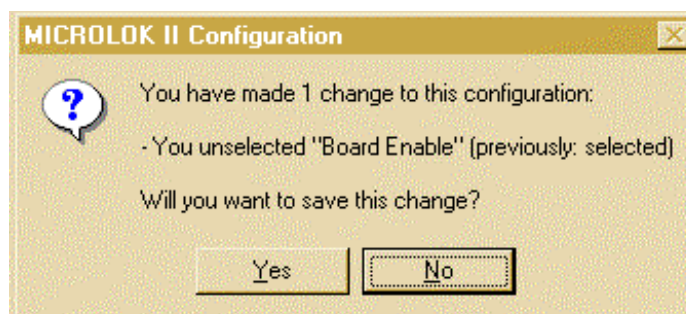 MICROLOK II Configuration
You have made 1 change to this configuration:
- You unselected "Board Enable" (previously: selected)
Will you want to save this change?
Yes No